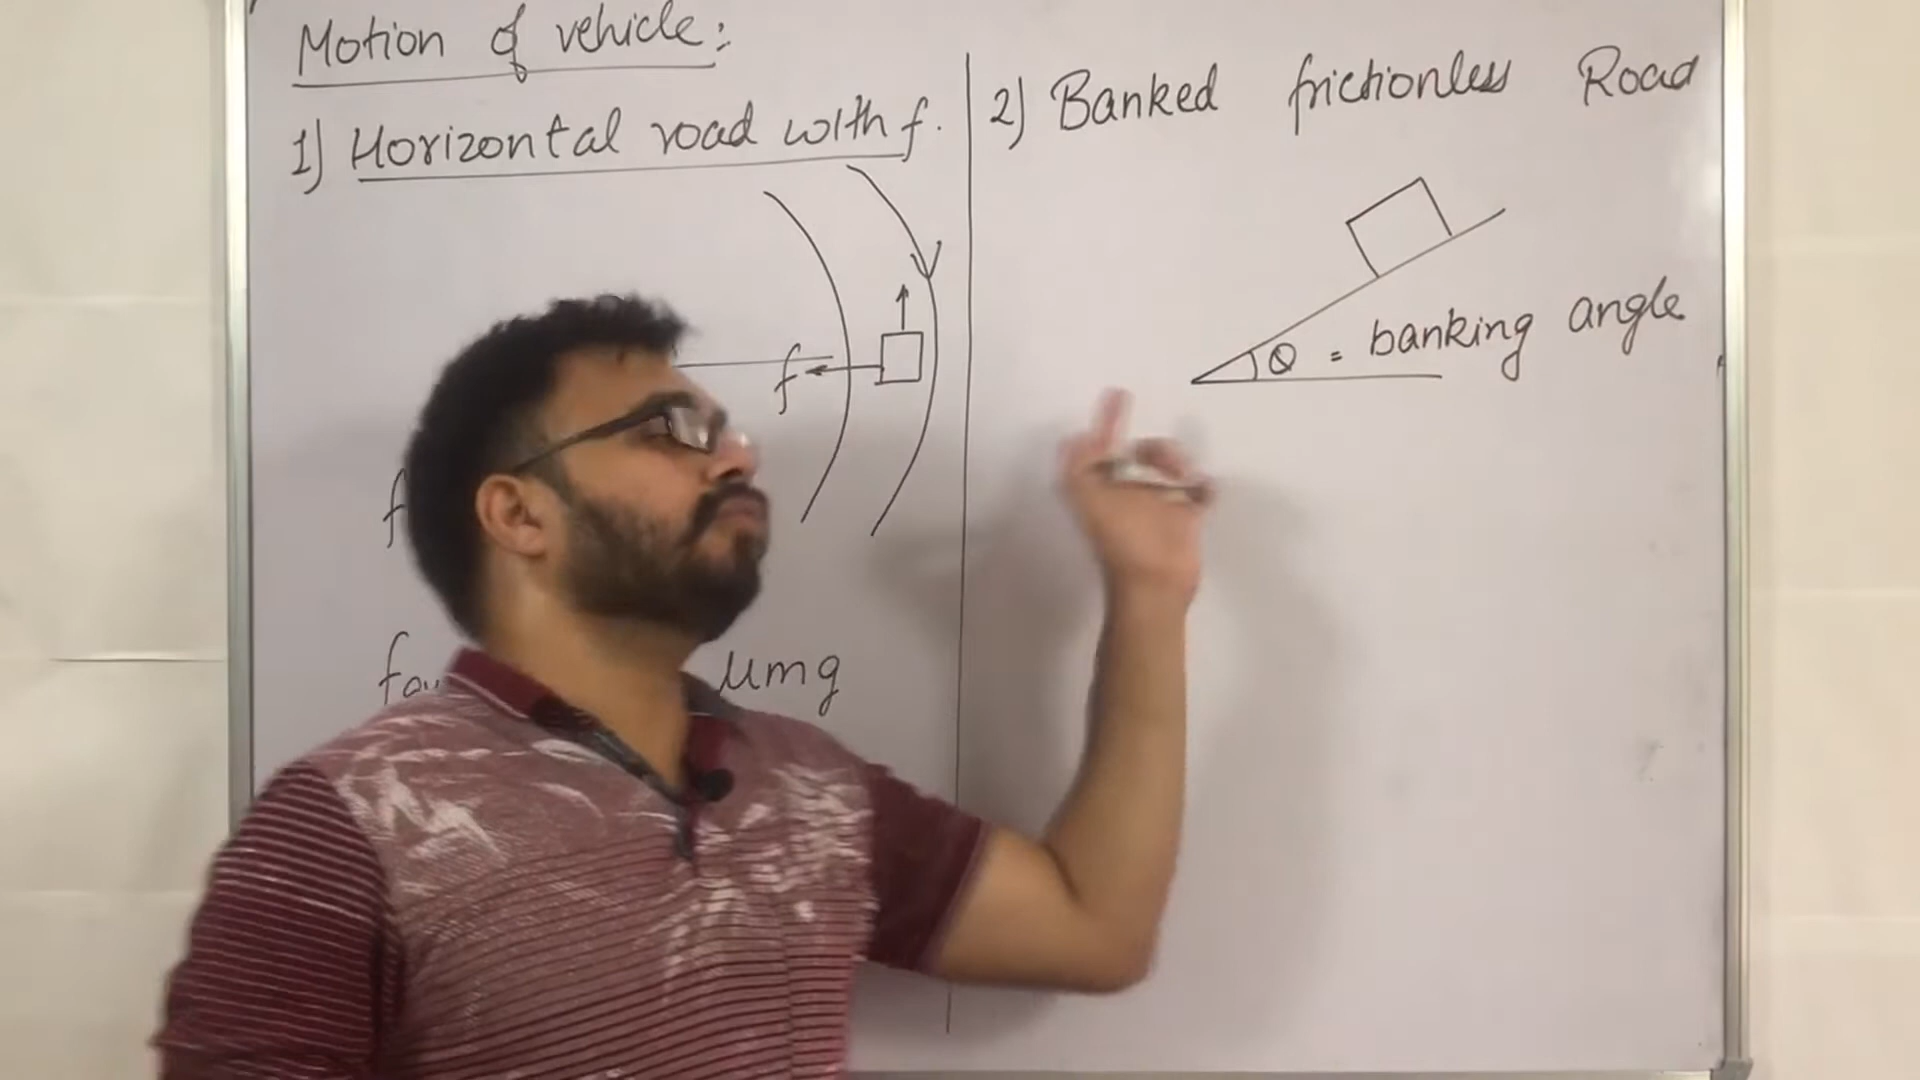 Motion of vehicle:
1) Horizontal road with f.
f
f
μmg
2) Banked frictionless Road
θ = banking angle